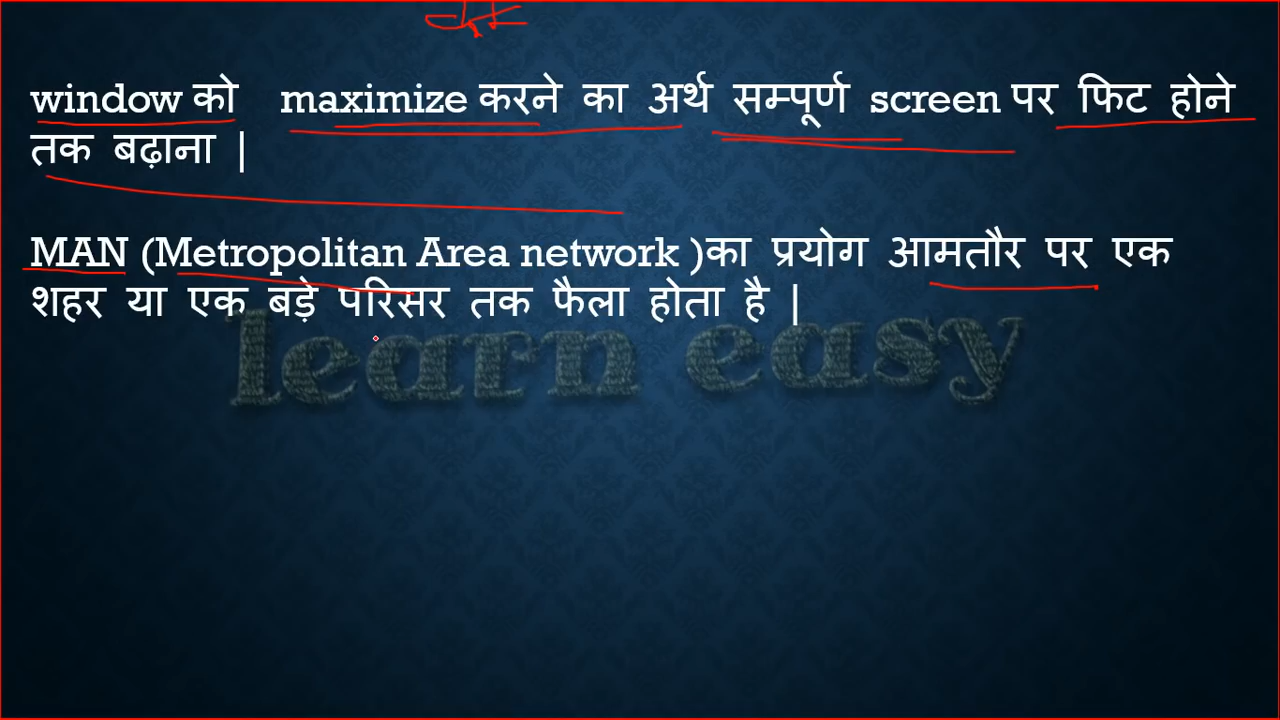 window को maximize करने का अर्थ सम्पूर्ण screen पर फिट होने
तक बढ़ाना |
MAN (Metropolitan Area network )का प्रयोग आमतौर पर एक
शहर या एक बड़े परिसर तक फैला होता है |
learn easy